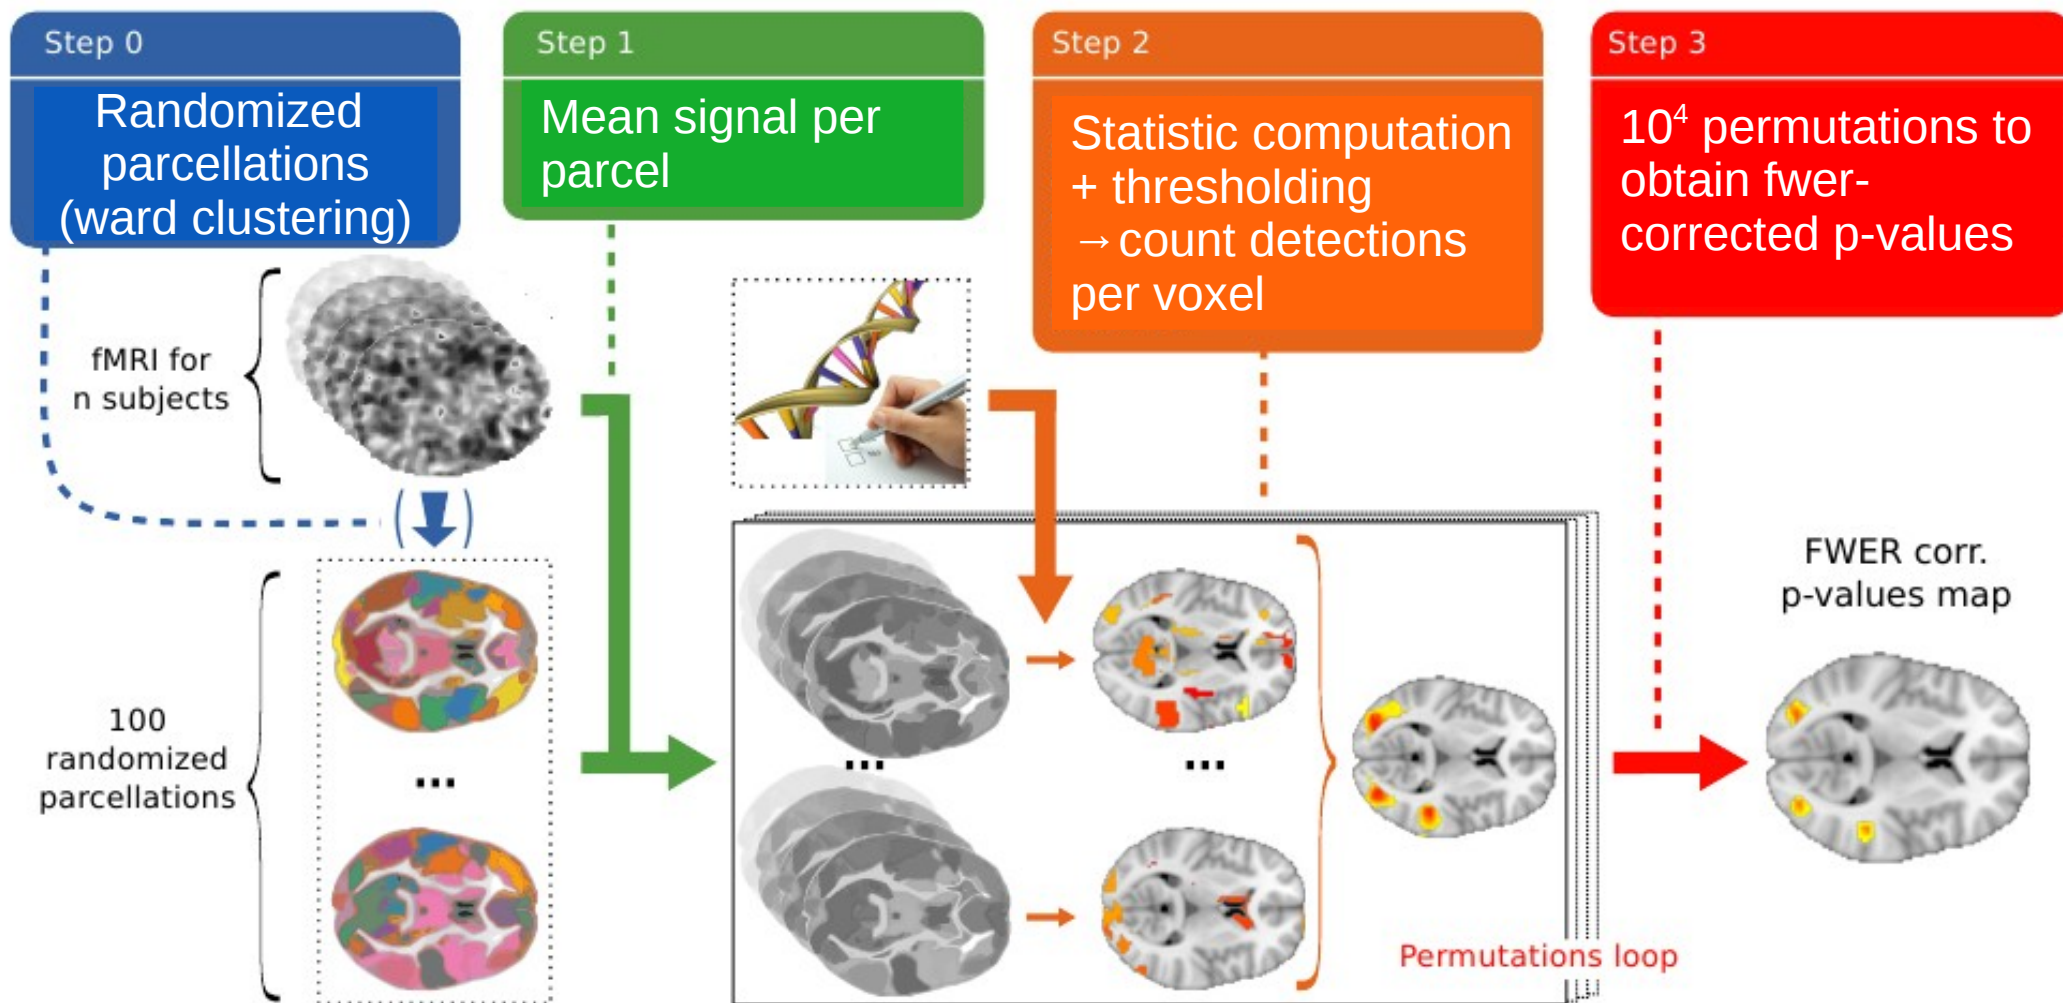 Step 0
Randomized
parcellations
(ward clustering)
Step 1
Mean signal per
parcel
Step 2
Statistic computation
+ thresholding
→count detections
per voxel
Step 3
10⁴ permutations to
obtain fwer-
corrected p-values
fMRI for
n subjects
100
randomized
parcellations
...
...
...
FWER corr.
p-values map
Permutations loop